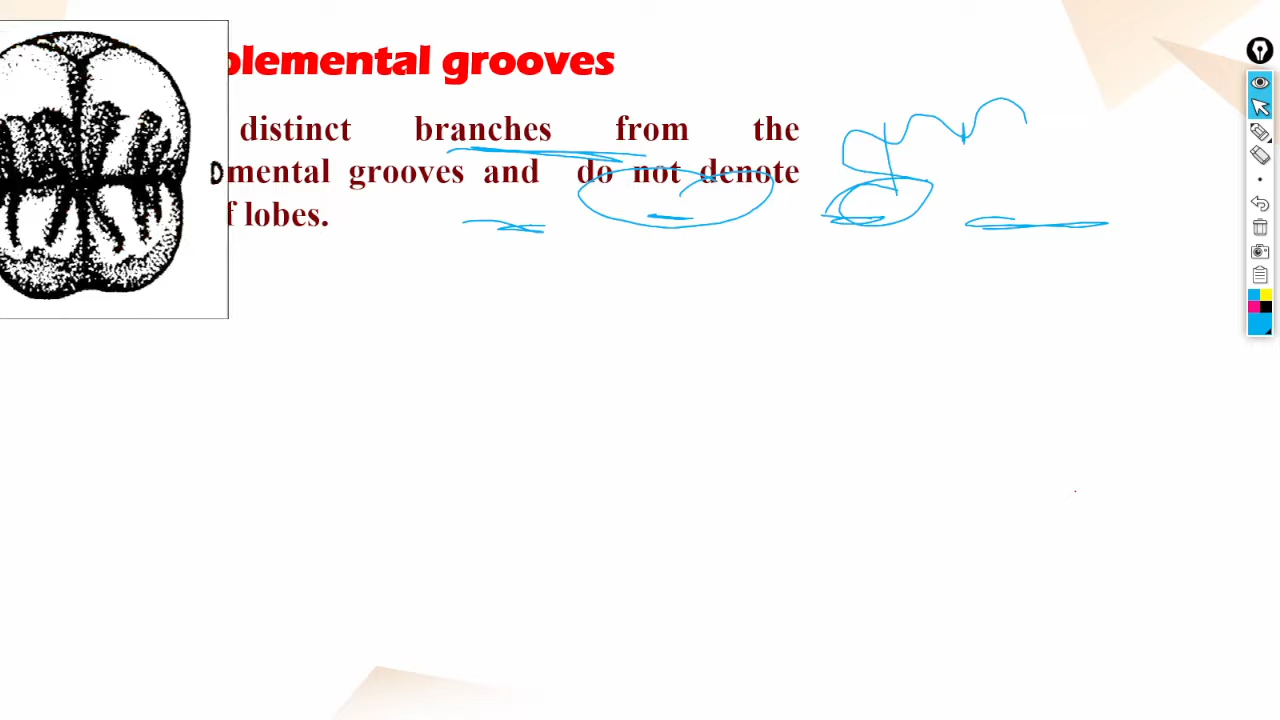 plemental grooves
distinct branches from the
mental grooves and do not denote
f lobes.